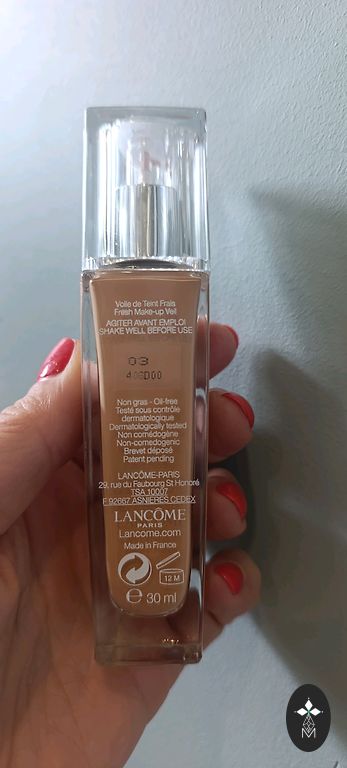 Voile de Teint Frais
Fresh Make-up Veil
AGITER AVANT EMPLOI
SHAKE WELL BEFORE USE
03
Non gras - Oil-free
Testé sous contrôle
dermatologique
Dermatologically tested
Non comédogène
Non-comedogenic
Brevet déposé
Patent pending
LANCÔME-PARIS
29, rue du Faubourg St Honoré
TSA 10007
F 92667 ASNIERES CEDEX
LANCÔME
PARIS
Lancome.com
Made in France
2
12 M
e 30 ml
M